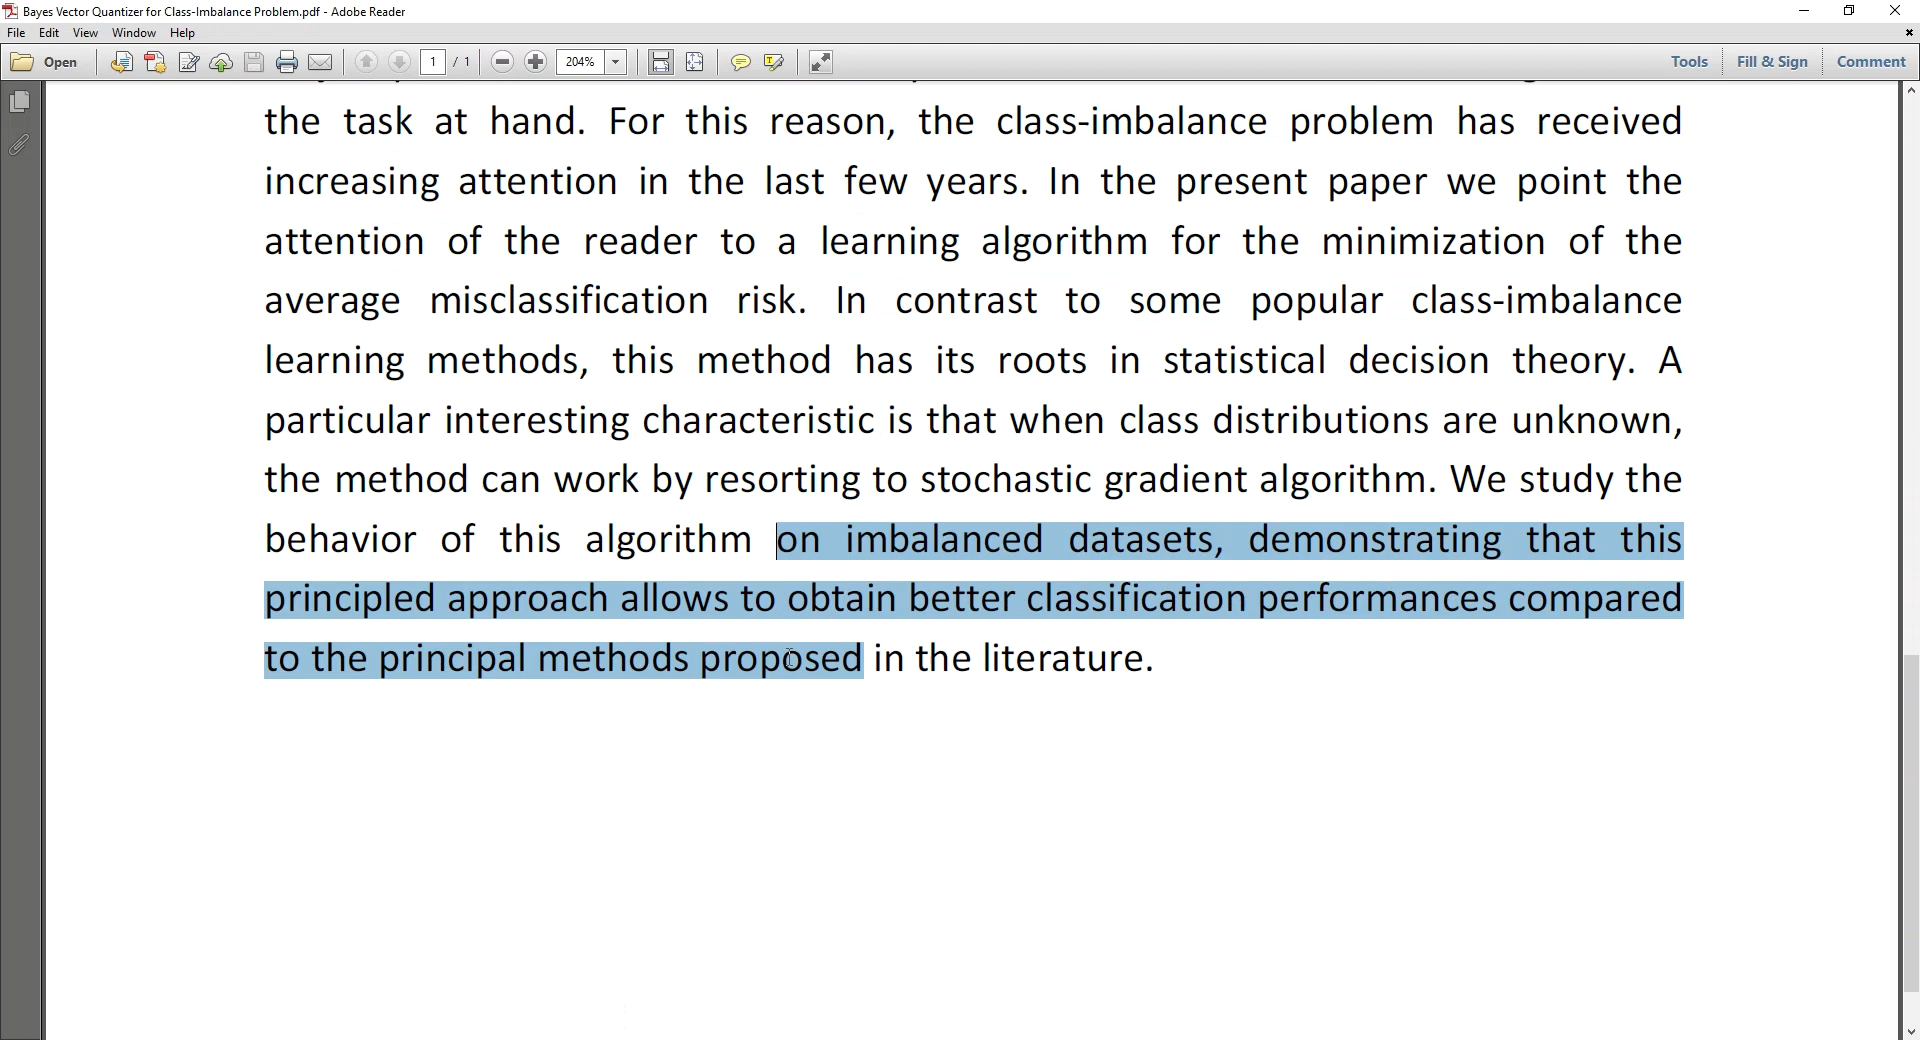 Bayes Vector Quantizer for Class-Imbalance Problem.pdf - Adobe Reader
File Edit View Window Help
Open 1 / 1 204% Tools Fill & Sign Comment
the task at hand. For this reason, the class-imbalance problem has received
increasing attention in the last few years. In the present paper we point the
attention of the reader to a learning algorithm for the minimization of the
average misclassification risk. In contrast to some popular class-imbalance
learning methods, this method has its roots in statistical decision theory. A
particular interesting characteristic is that when class distributions are unknown,
the method can work by resorting to stochastic gradient algorithm. We study the
behavior of this algorithm on imbalanced datasets, demonstrating that this
principled approach allows to obtain better classification performances compared
to the principal methods proposed in the literature.